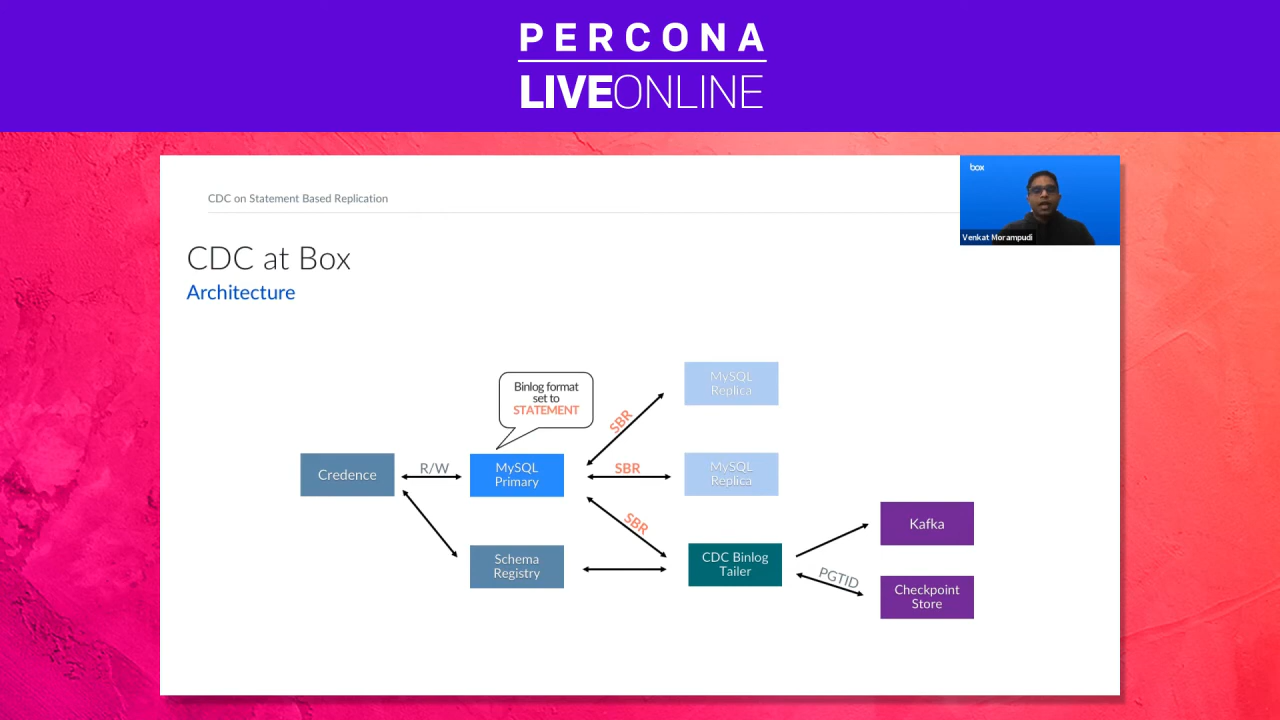 PERCONA
LIVEONLINE
CDC on Statement Based Replication
box
Venkat Morampudi
CDC at Box
Architecture
Binlog format
set to
STATEMENT
MySQL
Replica
SBR
Credence
R/W
MySQL
Primary
SBR
MySQL
Replica
SBR
Kafka
Schema
Registry
CDC Binlog
Tailer
PGTID
Checkpoint
Store